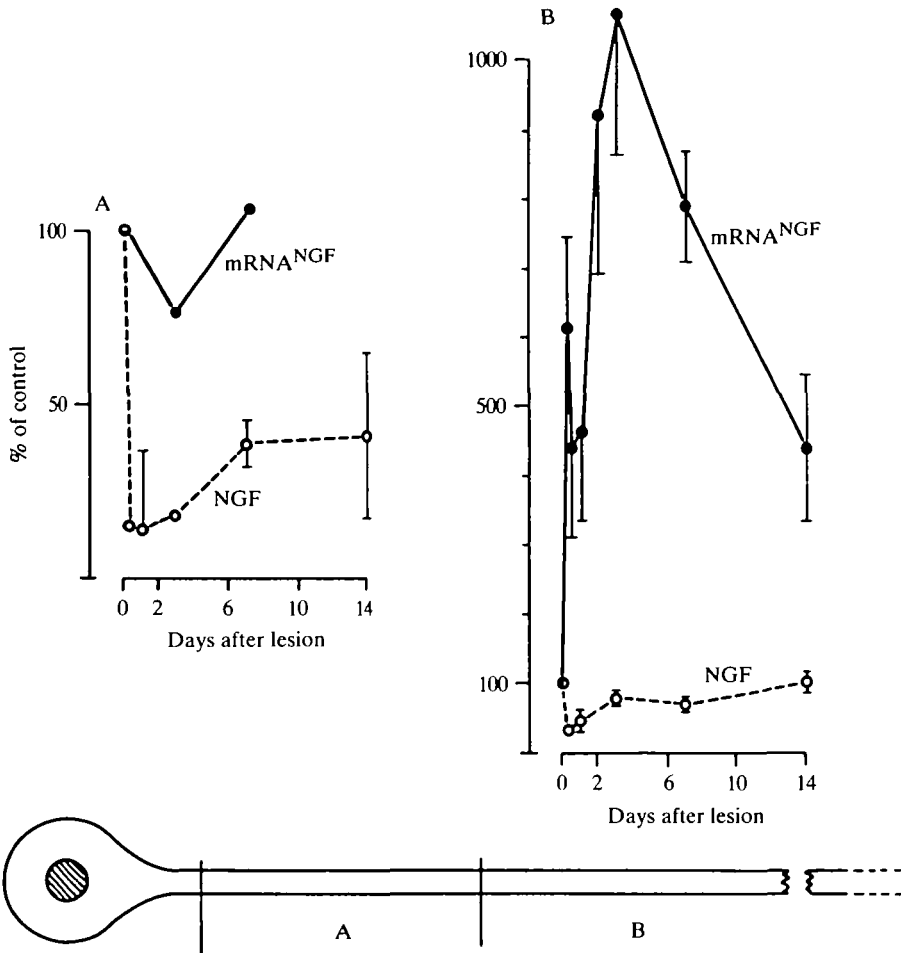 A
% of control
100
50
mRNA^NGF
NGF
0 2 6 10 14
Days after lesion
B
1000
500
100
mRNA^NGF
NGF
0 2 6 10 14
Days after lesion
A
B